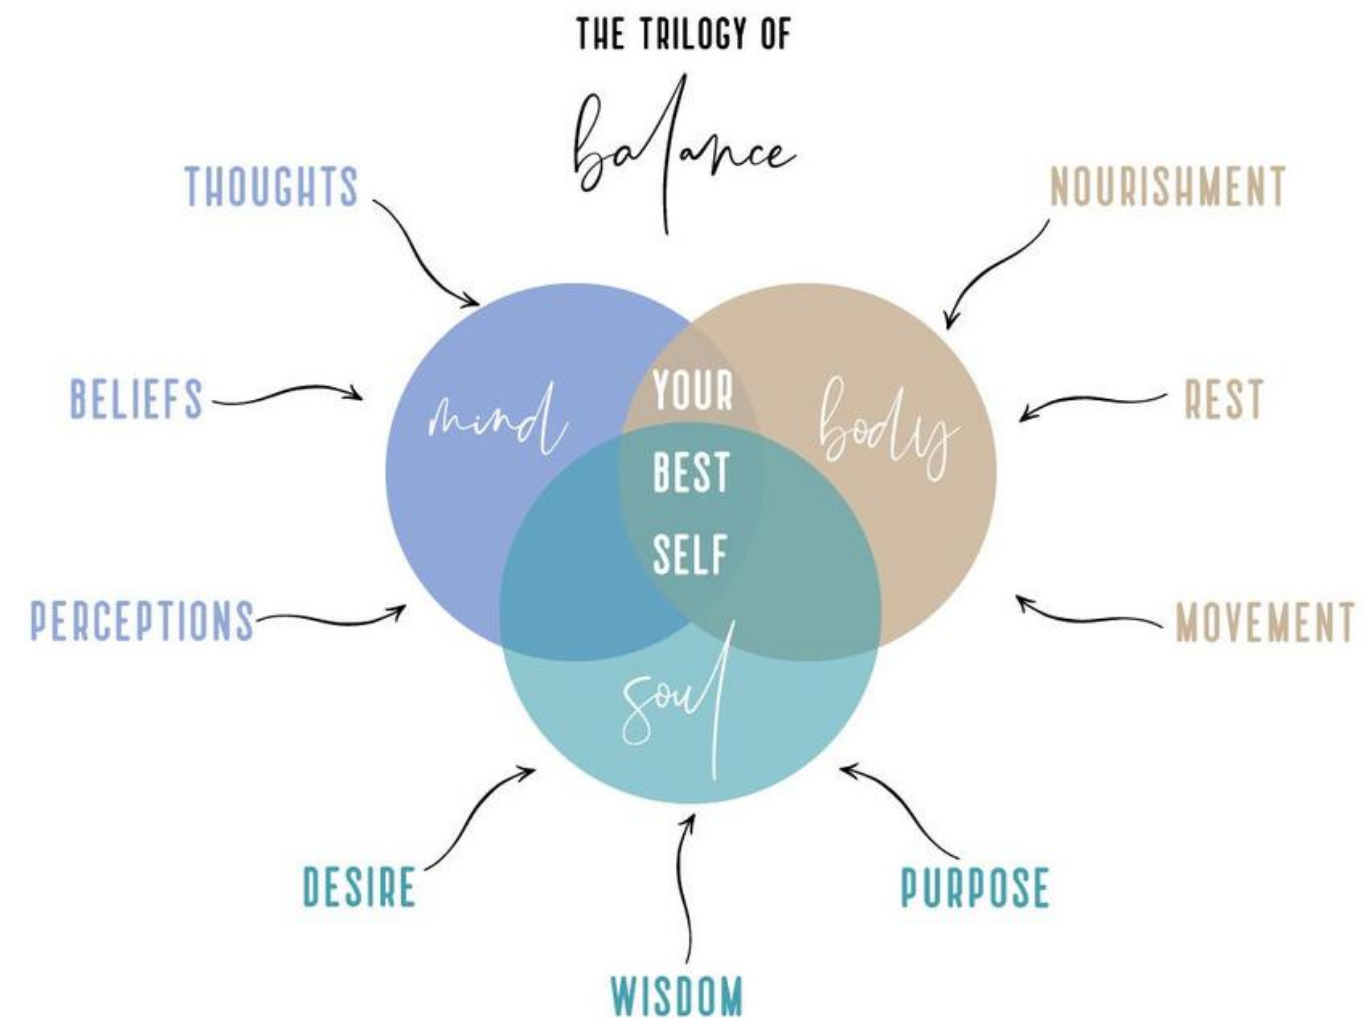 THE TRILOGY OF
balance
THOUGHTS
NOURISHMENT
BELIEFS
REST
PERCEPTIONS
MOVEMENT
mind
YOUR
BEST
SELF
body
soul
DESIRE
PURPOSE
WISDOM